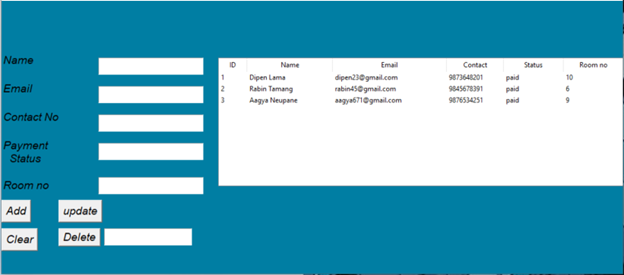 Name
Email
Contact No
Payment
Status
Room no
Add update
Clear Delete
ID Name Email Contact Status Room no
1 Dipen Lama dipen23@gmail.com 9873648201 paid 10
2 Rabin Tamang rabin45@gmail.com 9845678391 paid 6
3 Aagya Neupane aagya671@gmail.com 9876534251 paid 9